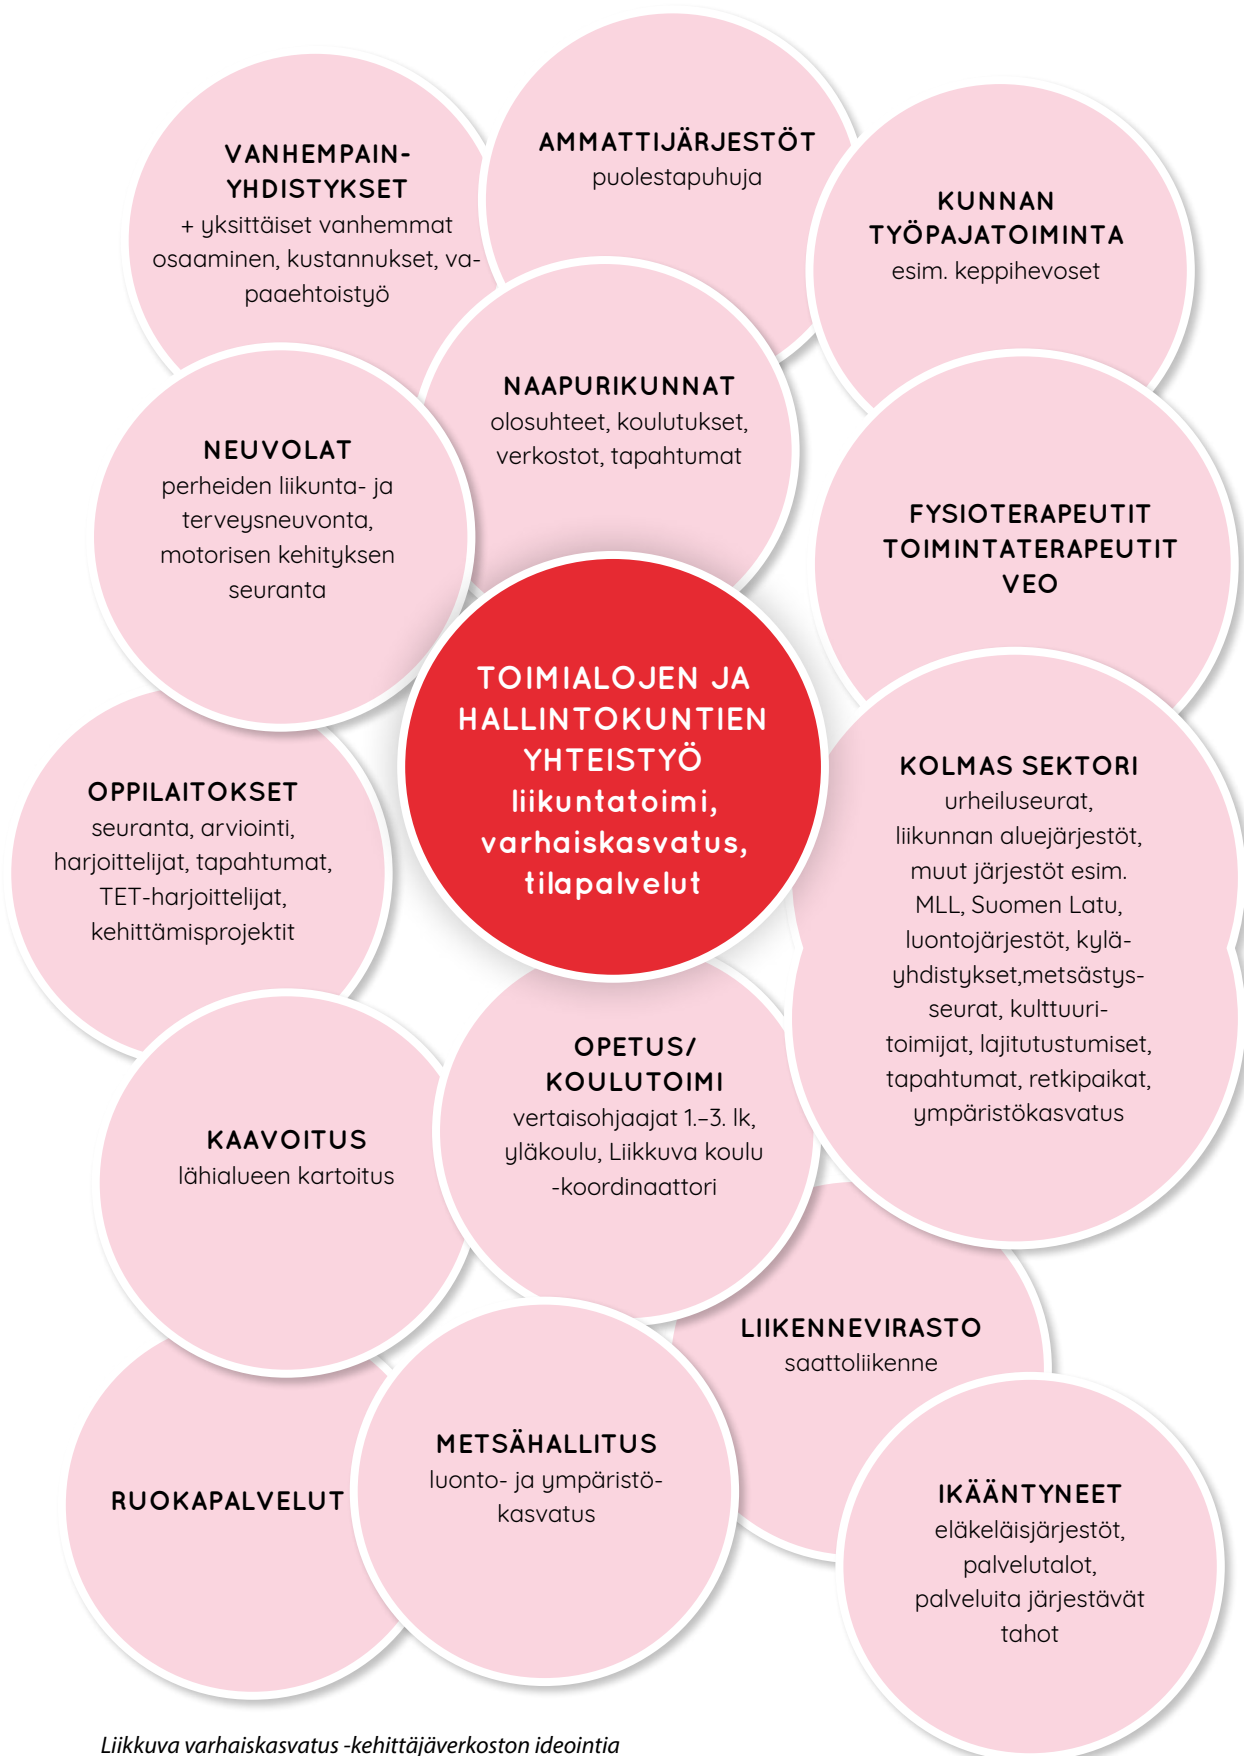 VANHEMPAIN-
YHDISTYKSET
+ yksittäiset vanhemmat
osaaminen, kustannukset, va-
paaehtoistyö
AMMATTIJÄRJESTÖT
puolestapuhuja
KUNNAN
TYÖPAJATOIMINTA
esim. keppihevoset
NAAPURIKUNNAT
olosuhteet, koulutukset,
verkostot, tapahtumat
NEUVOLAT
perheiden liikunta- ja
terveysneuvonta,
motorisen kehityksen
seuranta
FYSIOTERAPEUTIT
TOIMINTATERAPEUTIT
VEO
TOIMIALOJEN JA
HALLINTOKUNTIEN
YHTEISTYÖ
liikuntatoimi,
varhaiskasvatus,
tilapalvelut
OPPILAITOKSET
seuranta, arviointi,
harjoittelijat, tapahtumat,
TET-harjoittelijat,
kehittämisprojektit
KOLMAS SEKTORI
urheiluseurat,
liikunnan aluejärjestöt,
muut järjestöt esim.
MLL, Suomen Latu,
luontojärjestöt, kylä-
yhdistykset,metsästys-
seurat, kulttuuri-
toimijat, lajitutustumiset,
tapahtumat, retkipaikat,
ympäristökasvatus
OPETUS/
KOULUTOIMI
vertaisohjaajat 1.–3. lk,
yläkoulu, Liikkuva koulu
-koordinaattori
KAAVOITUS
lähialueen kartoitus
LIIKENNEVIRASTO
saattoliikenne
METSÄHALLITUS
luonto- ja ympäristö-
kasvatus
RUOKAPALVELUT
IKÄÄNTYNEET
eläkeläisjärjestöt,
palvelutalot,
palveluita järjestävät
tahot
Liikkuva varhaiskasvatus -kehittäjäverkoston ideointia